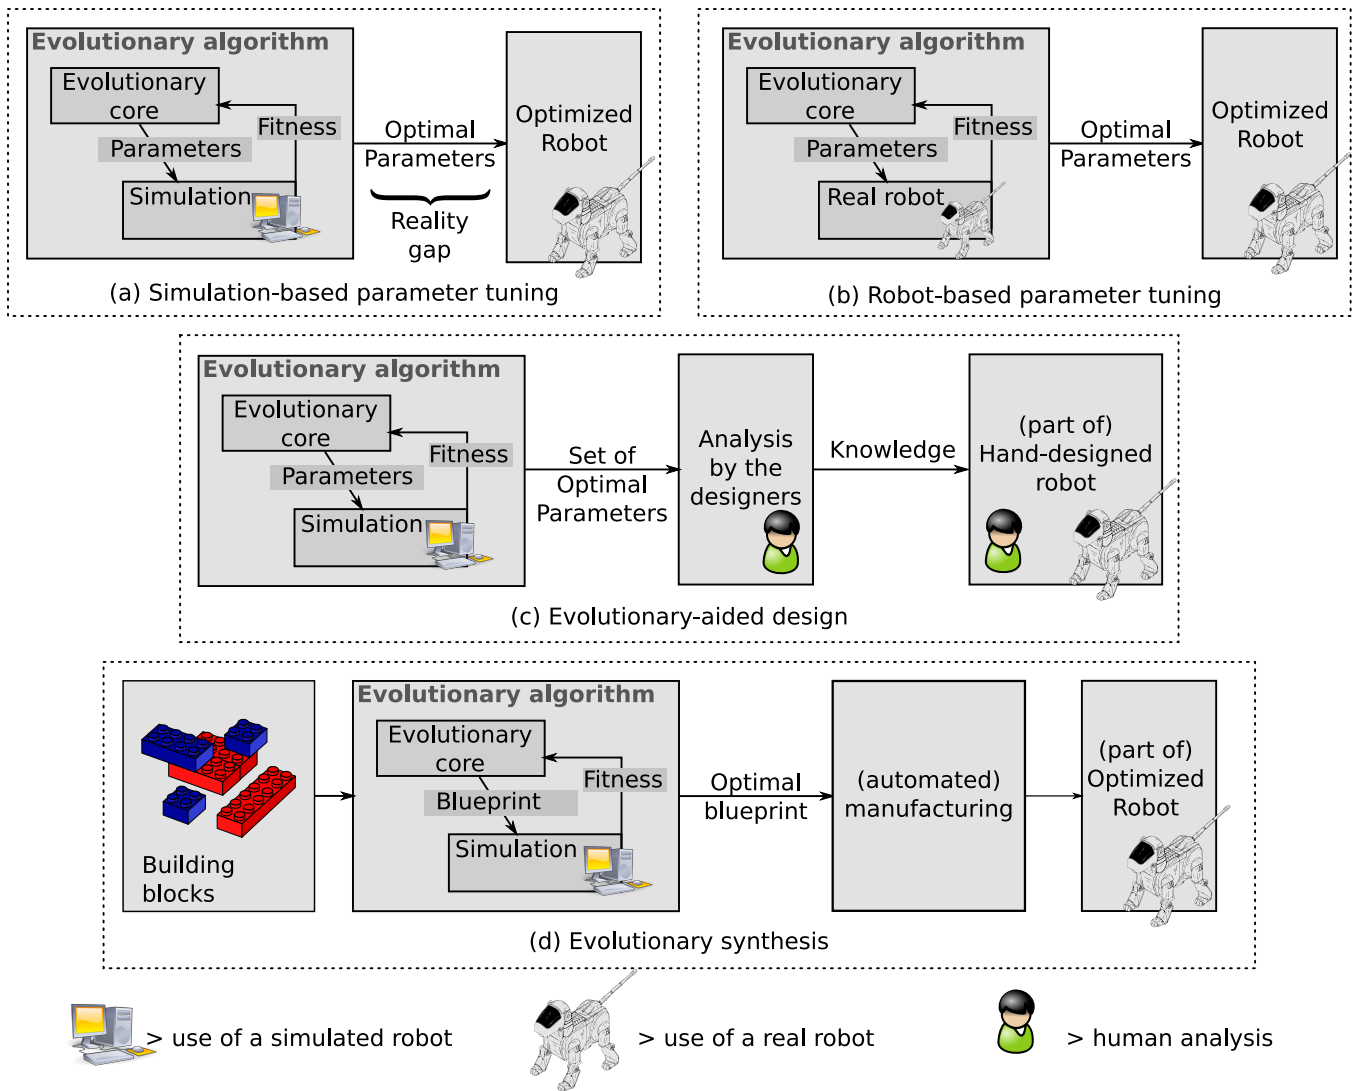 Evolutionary algorithm
Evolutionary
core
Fitness
Parameters
Simulation
Optimal
Parameters
Reality
gap
Optimized
Robot
(a) Simulation-based parameter tuning
Evolutionary algorithm
Evolutionary
core
Fitness
Parameters
Real robot
Optimal
Parameters
Optimized
Robot
(b) Robot-based parameter tuning
Evolutionary algorithm
Evolutionary
core
Fitness
Parameters
Simulation
Set of
Optimal
Parameters
Analysis
by the
designers
Knowledge
(part of)
Hand-designed
robot
(c) Evolutionary-aided design
Building
blocks
Evolutionary algorithm
Evolutionary
core
Fitness
Blueprint
Simulation
Optimal
blueprint
(automated)
manufacturing
(part of)
Optimized
Robot
(d) Evolutionary synthesis
> use of a simulated robot
> use of a real robot
> human analysis